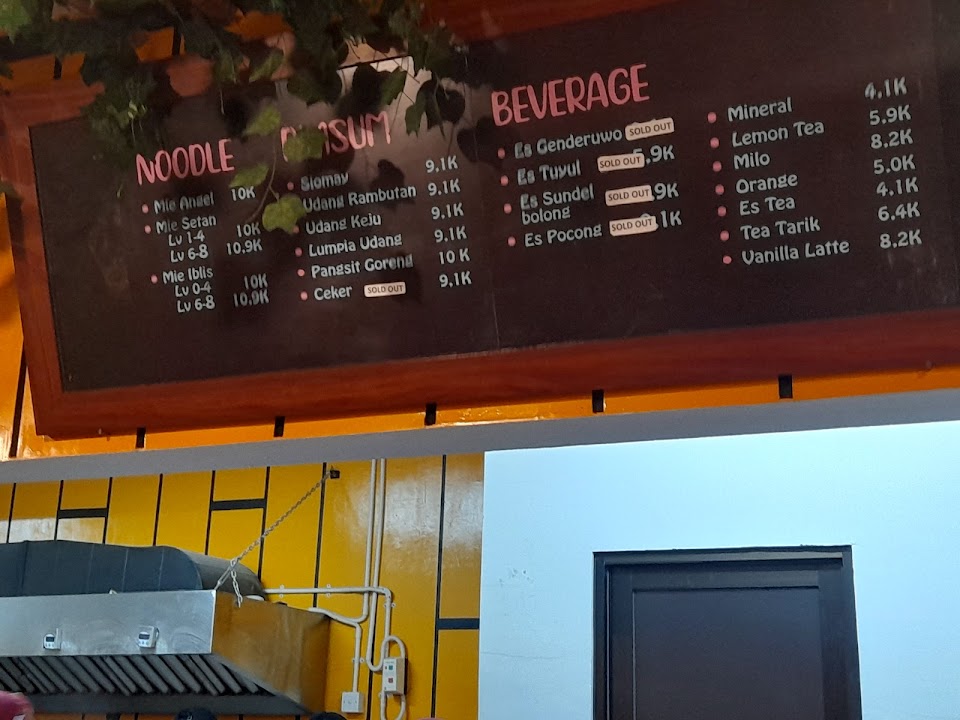 NOODLE
Mie Angel 10K
Mie Setan
Lv 1-4 10K
Lv 6-8 10.9K
Mie Iblis
Lv 0-4 10K
Lv 6-8 10.9K
DIMSUM
Siomay 9.1K
Udang Rambutan 9.1K
Udang Keju 9.1K
Lumpia Udang 9.1K
Pangsit Goreng 10 K
Ceker SOLD OUT 9.1K
BEVERAGE
Es Genderuwo SOLD OUT
Es Tuyul SOLD OUT .9K
Es Sundel SOLD OUT .9K
bolong
Es Pocong SOLD OUT .1K
Mineral 4.1K
Lemon Tea 5.9K
Milo 8.2K
Orange 5.0K
Es Tea 4.1K
Tea Tarik 6.4K
Vanilla Latte 8.2K